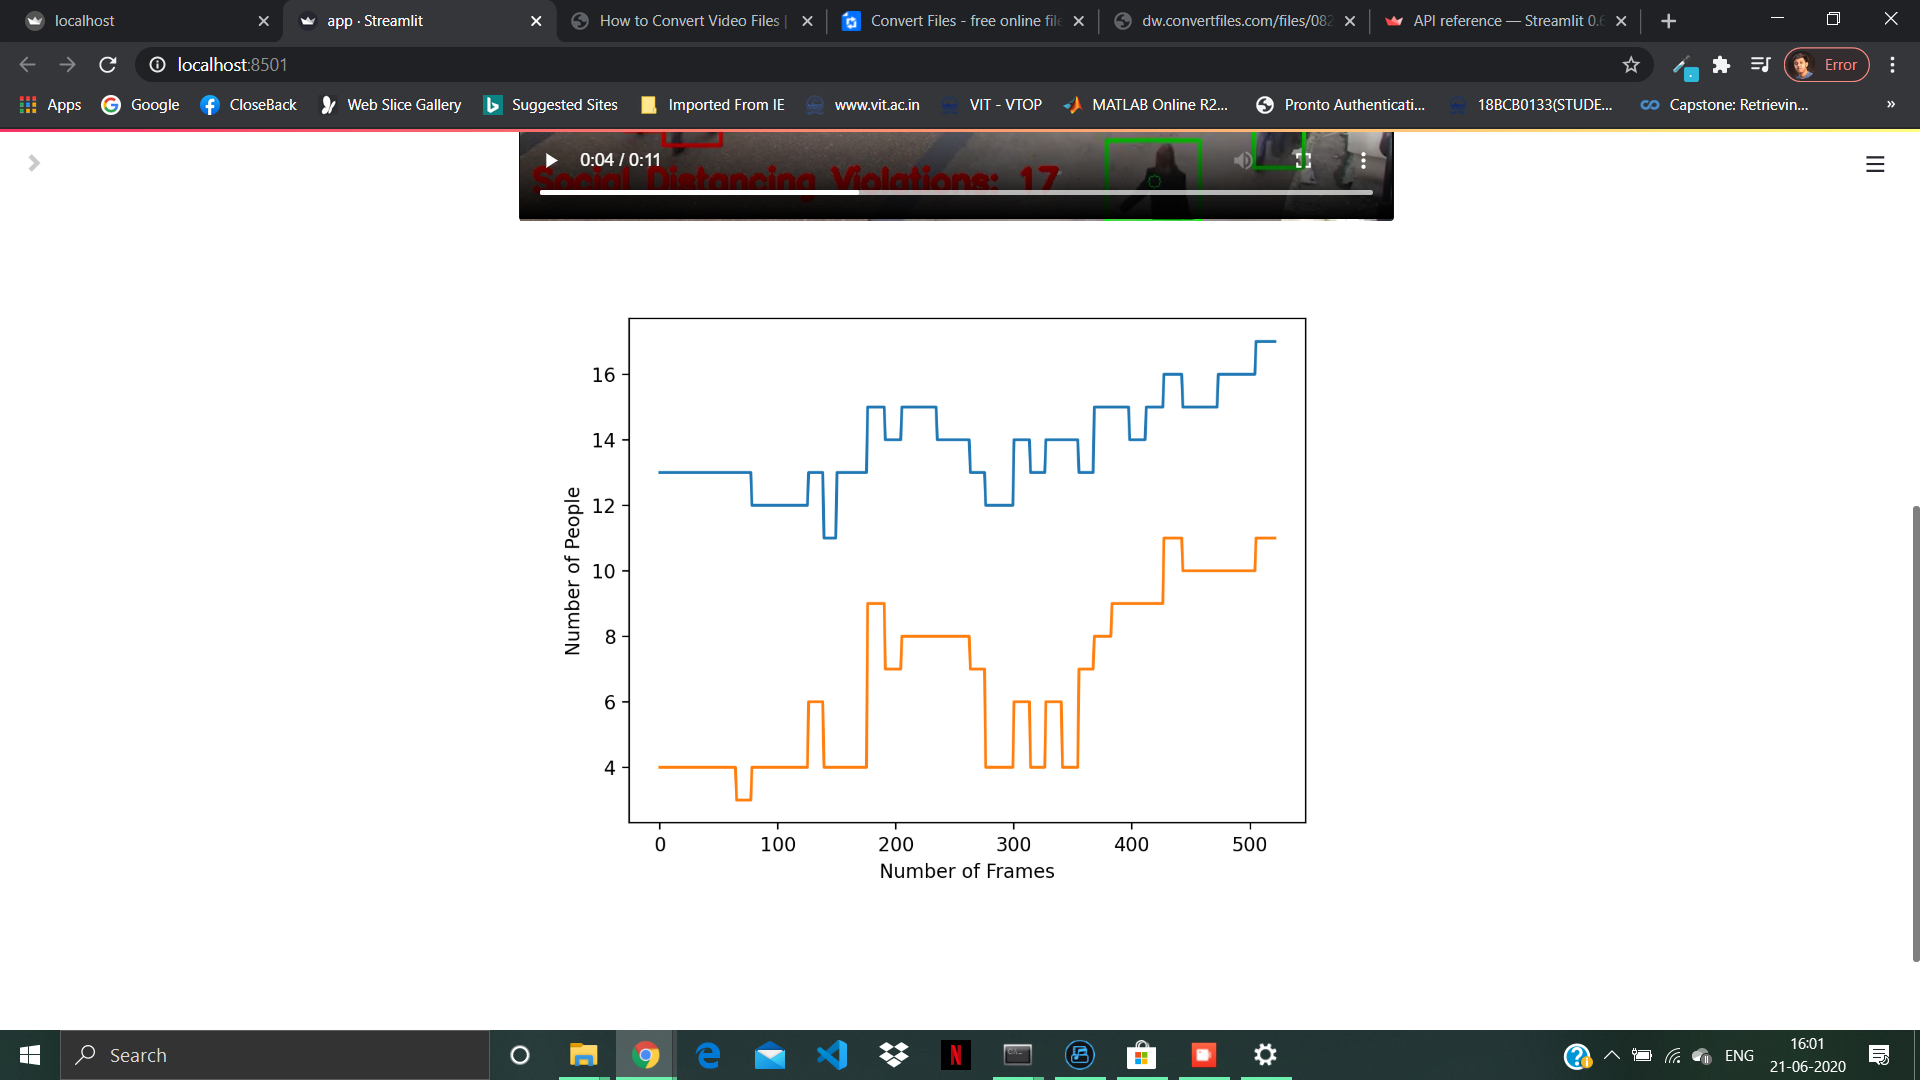 localhost
app · Streamlit
How to Convert Video Files |
Convert Files - free online file
dw.convertfiles.com/files/082
API reference — Streamlit 0.6
localhost:8501
Error
Apps
Google
CloseBack
Web Slice Gallery
Suggested Sites
Imported From IE
www.vit.ac.in
VIT - VTOP
MATLAB Online R2...
Pronto Authenticati...
18BCB0133(STUDE...
Capstone: Retrievin...
»
0:04 / 0:11
Social Distancing Violations: 17
16
14
12
10
8
6
4
Number of People
0 100 200 300 400 500
Number of Frames
Search
ENG
16:01
21-06-2020